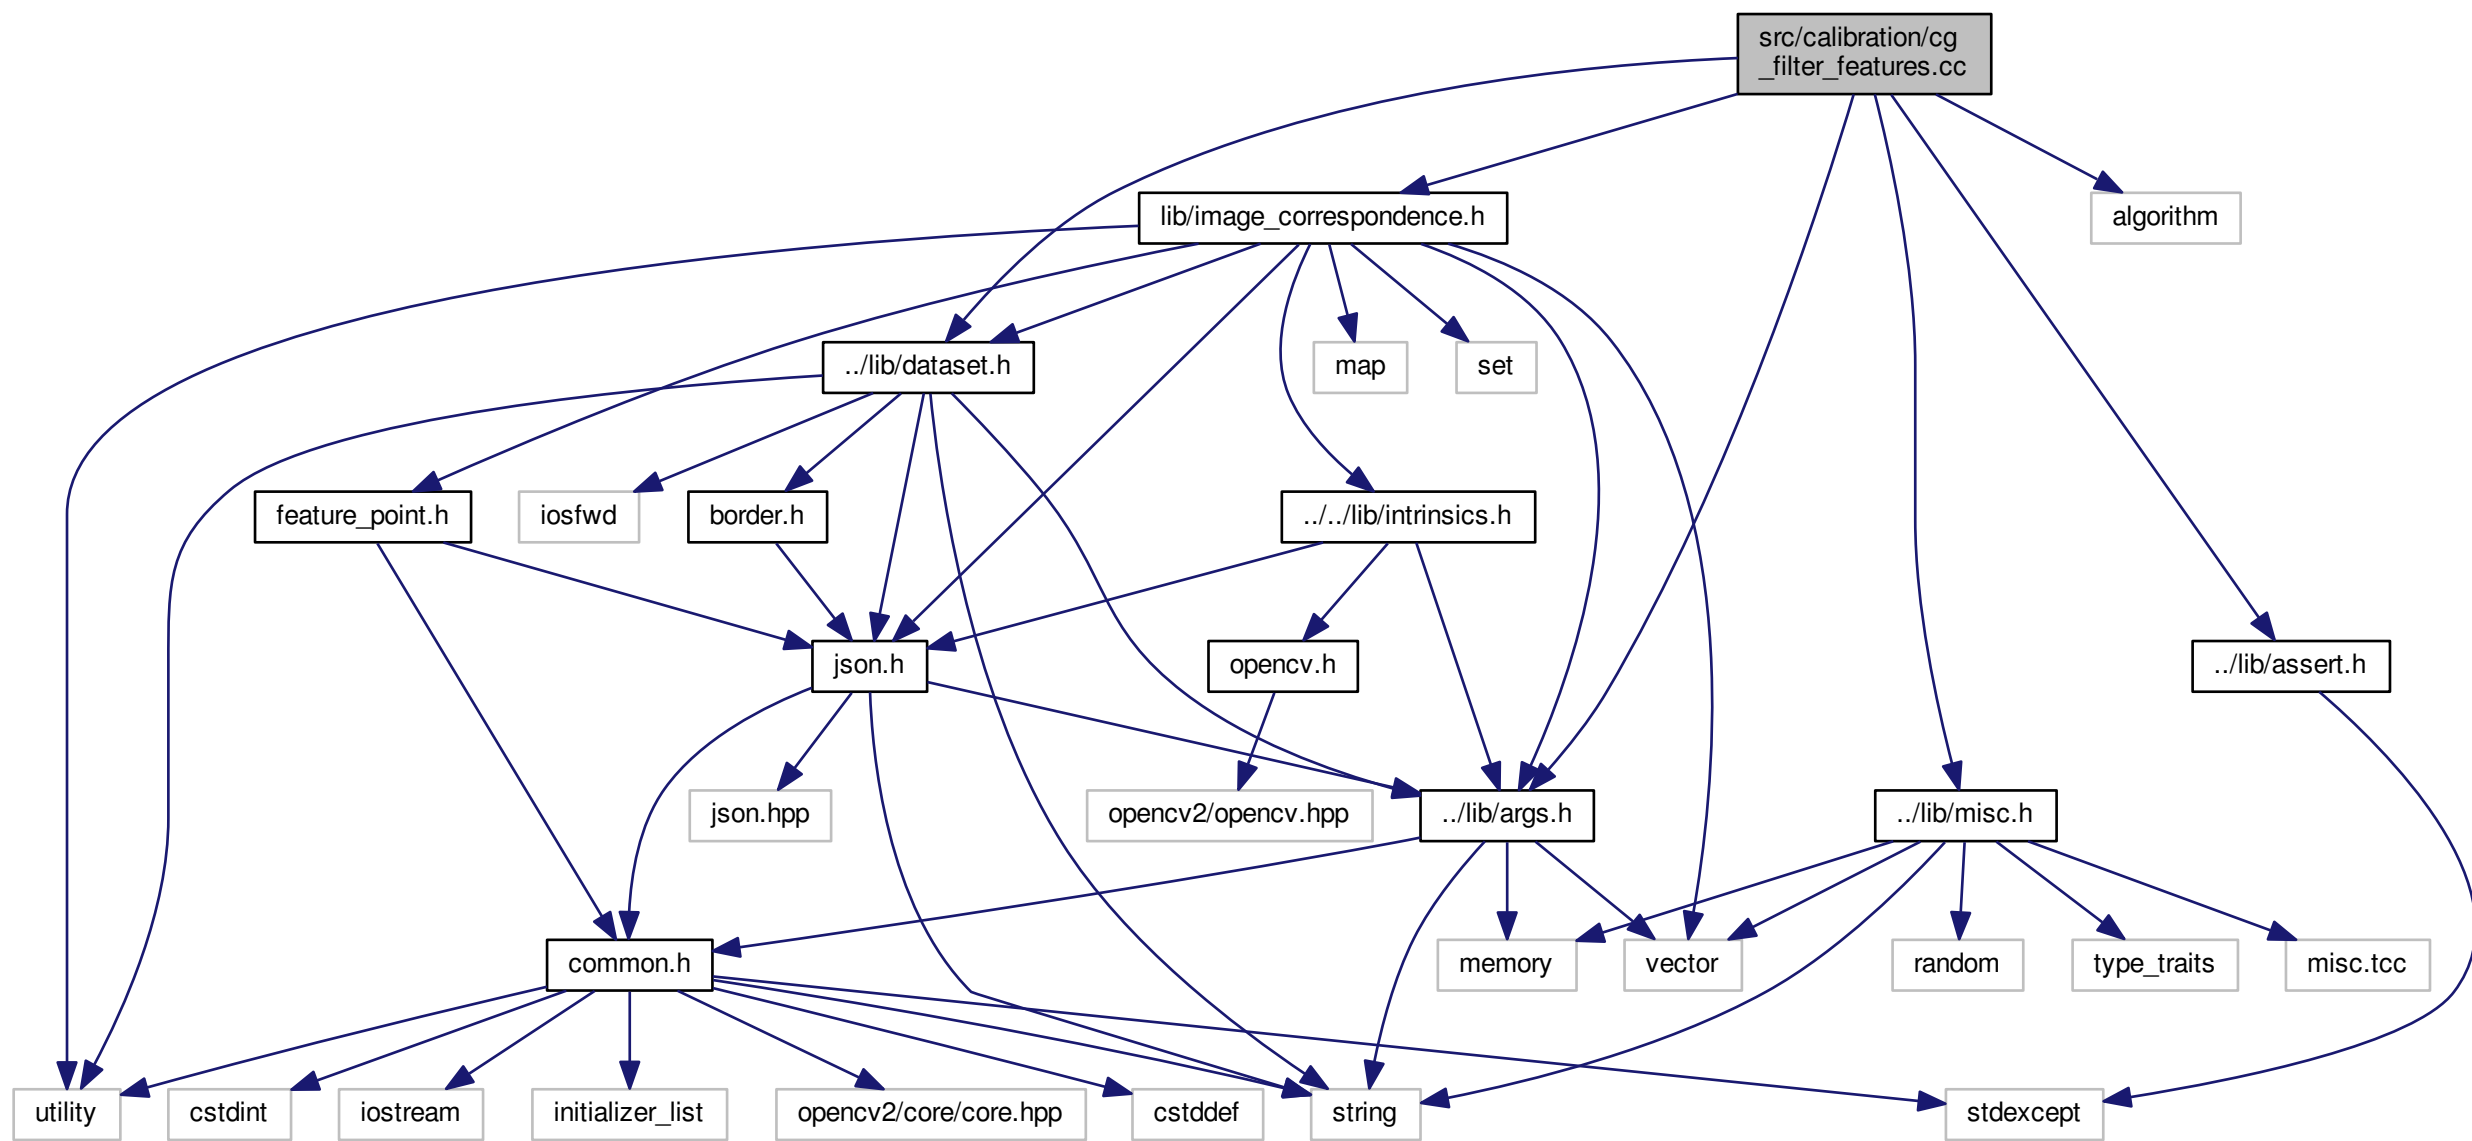 src/calibration/cg
_filter_features.cc
lib/image_correspondence.h
algorithm
../lib/dataset.h
map
set
feature_point.h
iosfwd
border.h
../../lib/intrinsics.h
json.h
opencv.h
../lib/assert.h
json.hpp
opencv2/opencv.hpp
../lib/args.h
../lib/misc.h
common.h
memory
vector
random
type_traits
misc.tcc
utility
cstdint
iostream
initializer_list
opencv2/core/core.hpp
cstddef
string
stdexcept